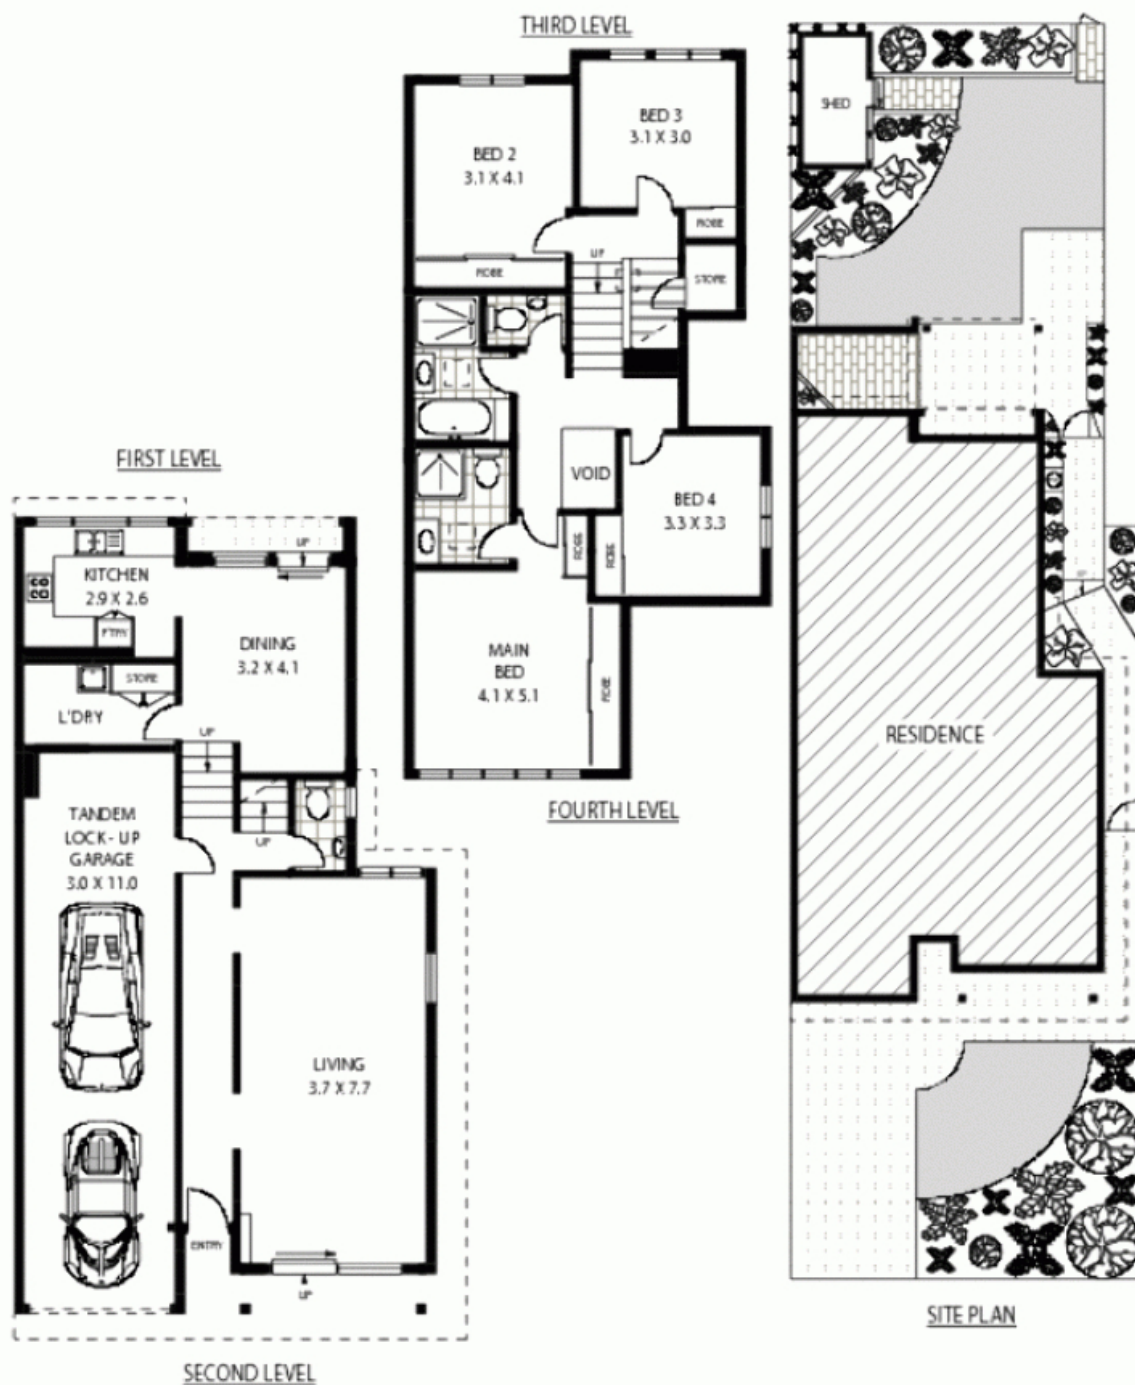 THIRD LEVEL
BED 3
3.1 X 3.0
BED 2
3.1 X 4.1
ROBE
UP
ROBE
STORE
VOID
BED 4
3.3 X 3.3
ROBE
ROBE
MAIN
BED
4.1 X 5.1
ROBE
FOURTH LEVEL
FIRST LEVEL
UP
KITCHEN
2.9 X 2.6
P'TRY
DINING
3.2 X 4.1
STORE
L'DRY
UP
UP
TANDEM
LOCK- UP
GARAGE
3.0 X 11.0
LIVING
3.7 X 7.7
ENTRY
UP
SECOND LEVEL
SHED
UP
RESIDENCE
SITE PLAN